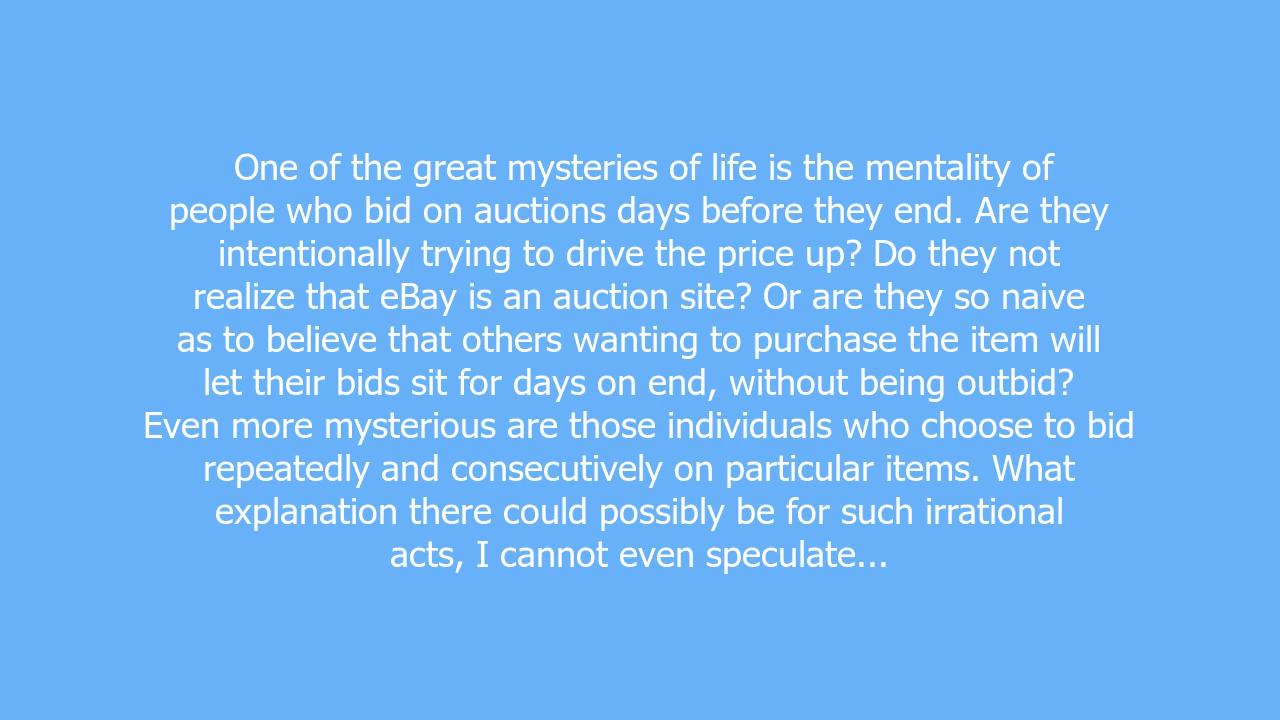 One of the great mysteries of life is the mentality of
people who bid on auctions days before they end. Are they
intentionally trying to drive the price up? Do they not
realize that eBay is an auction site? Or are they so naive
as to believe that others wanting to purchase the item will
let their bids sit for days on end, without being outbid?
Even more mysterious are those individuals who choose to bid
repeatedly and consecutively on particular items. What
explanation there could possibly be for such irrational
acts, I cannot even speculate...